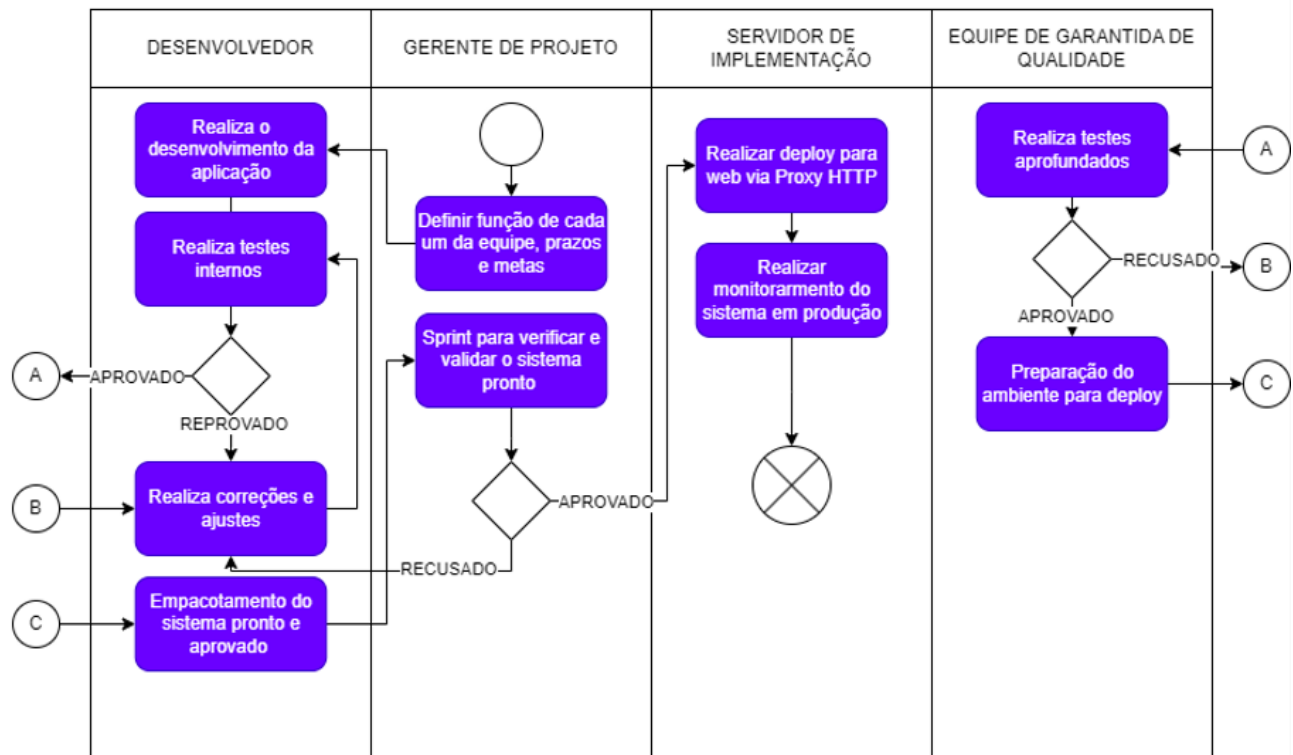 DESENVOLVEDOR
GERENTE DE PROJETO
SERVIDOR DE
IMPLEMENTAÇÃO
EQUIPE DE GARANTIDA DE
QUALIDADE
Realiza o
desenvolvimento da
aplicação
Realiza testes
internos
APROVADO
A
REPROVADO
B
Realiza correções e
ajustes
C
Empacotamento do
sistema pronto e
aprovado
Definir função de cada
um da equipe, prazos
e metas
Sprint para verificar e
validar o sistema
pronto
APROVADO
RECUSADO
Realizar deploy para
web via Proxy HTTP
Realizar
monitorarmento do
sistema em produção
Realiza testes
aprofundados
A
RECUSADO
B
APROVADO
Preparação do
ambiente para deploy
C